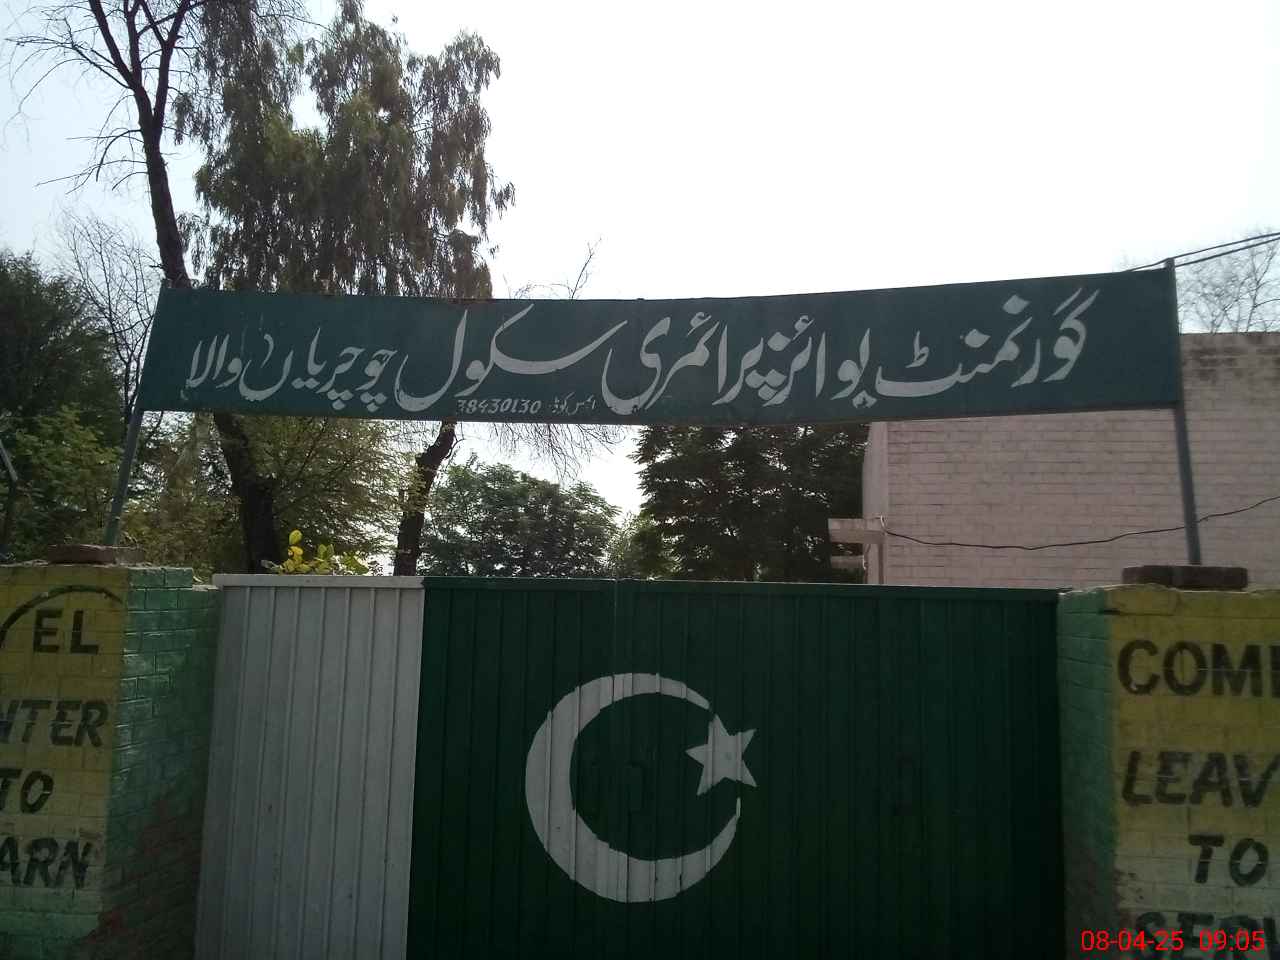 گورنمنٹ بوائز پرائمری سکول چوچریاں والا
ایمس کوڈ: 38430130
EL
NTER
TO
ARN
COME
LEAV
TO
SERV
08-04-25 09:05